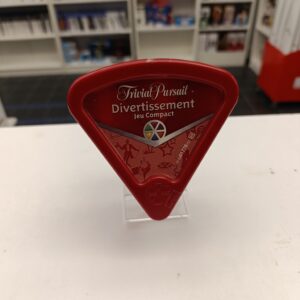 Trivial Pursuit
Divertissement
Jeu Compact